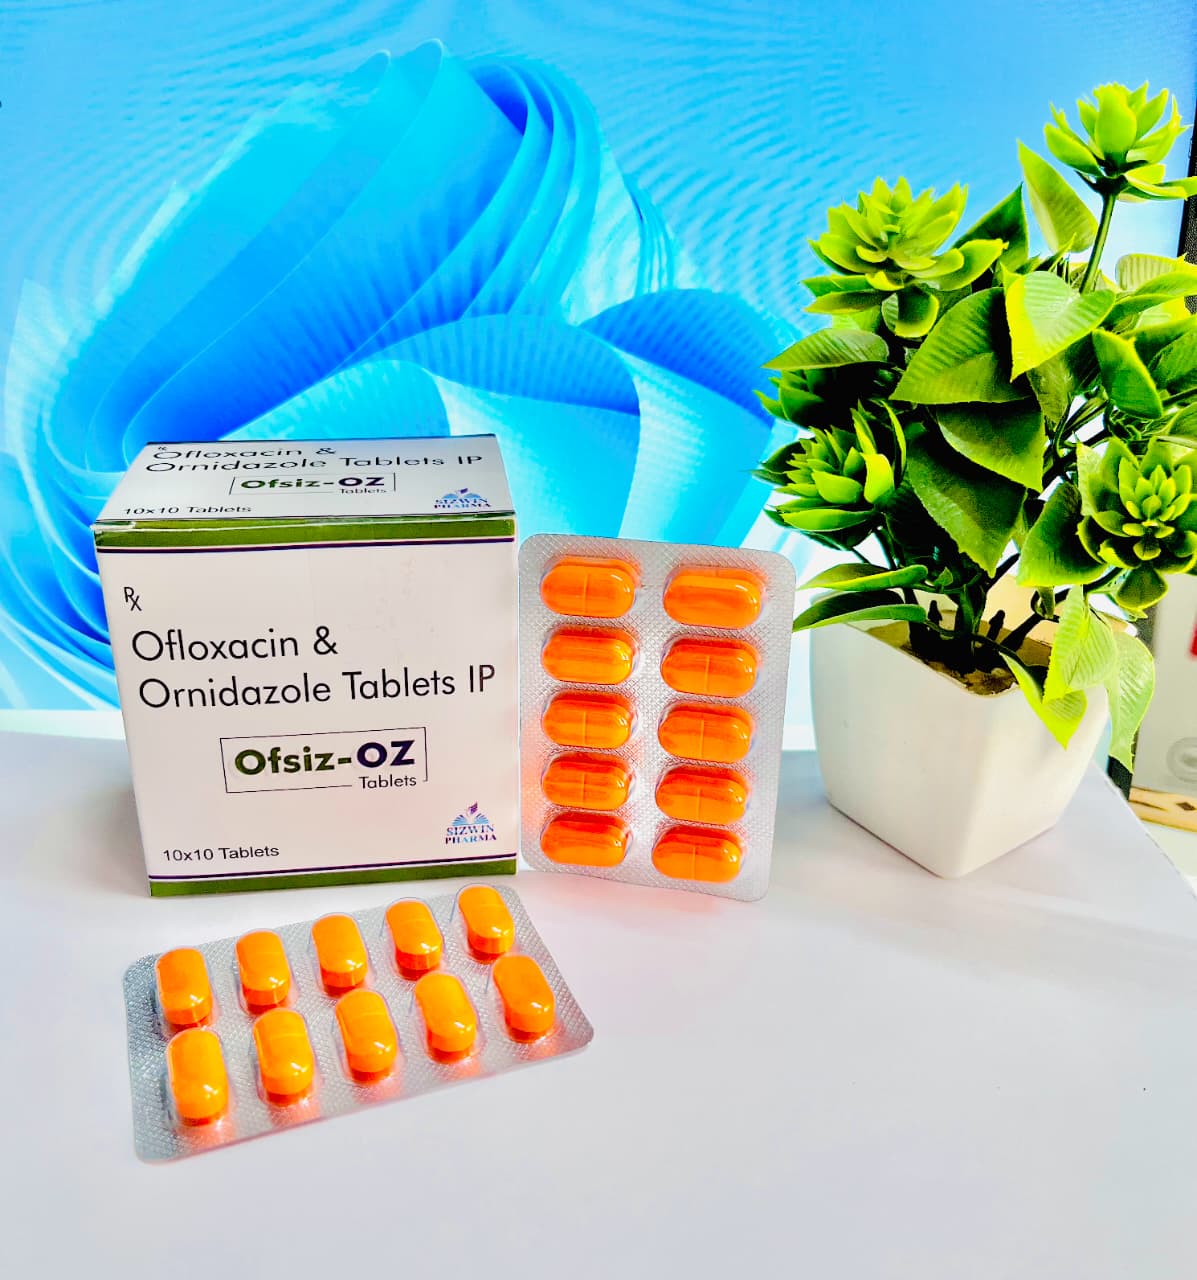 Rx
Ofloxacin &
Ornidazole Tablets IP
Ofsiz-OZ
Tablets
10x10 Tablets
SIZWIN
PHARMA
Rx
Ofloxacin &
Ornidazole Tablets IP
Ofsiz-OZ
Tablets
SIZWIN
PHARMA
10x10 Tablets